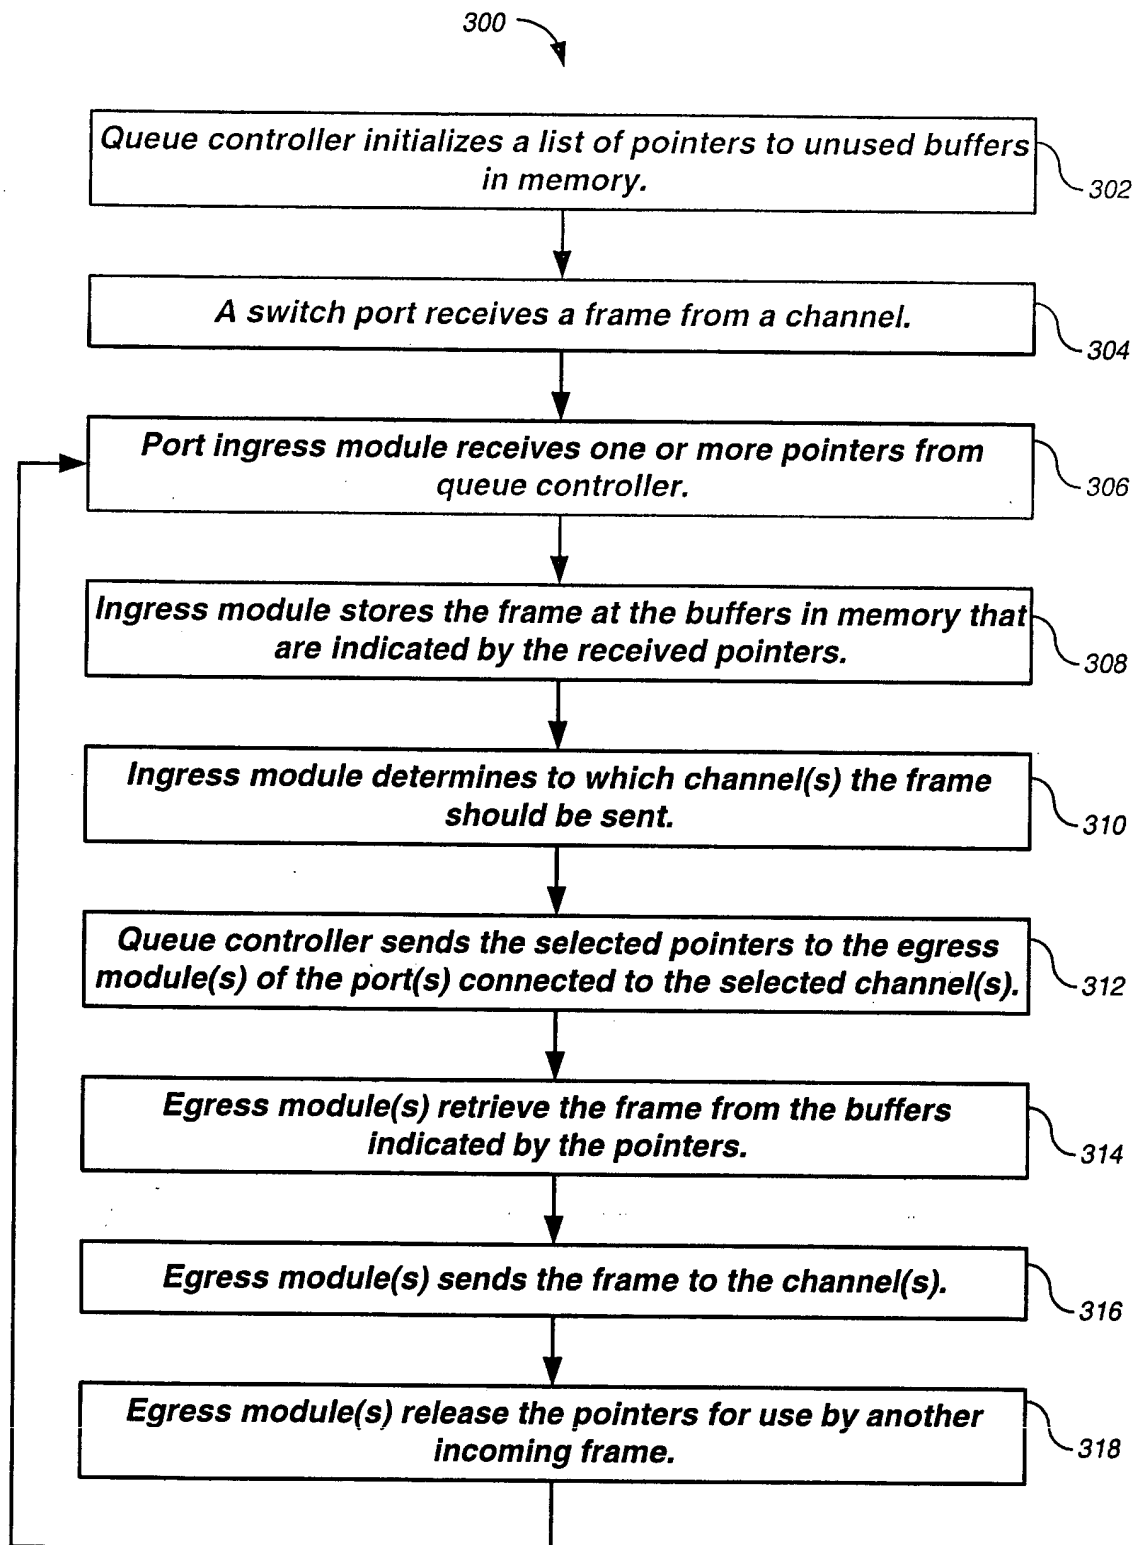 300
Queue controller initializes a list of pointers to unused buffers
in memory.
302
A switch port receives a frame from a channel.
304
Port ingress module receives one or more pointers from
queue controller.
306
Ingress module stores the frame at the buffers in memory that
are indicated by the received pointers.
308
Ingress module determines to which channel(s) the frame
should be sent.
310
Queue controller sends the selected pointers to the egress
module(s) of the port(s) connected to the selected channel(s).
312
Egress module(s) retrieve the frame from the buffers
indicated by the pointers.
314
Egress module(s) sends the frame to the channel(s).
316
Egress module(s) release the pointers for use by another
incoming frame.
318